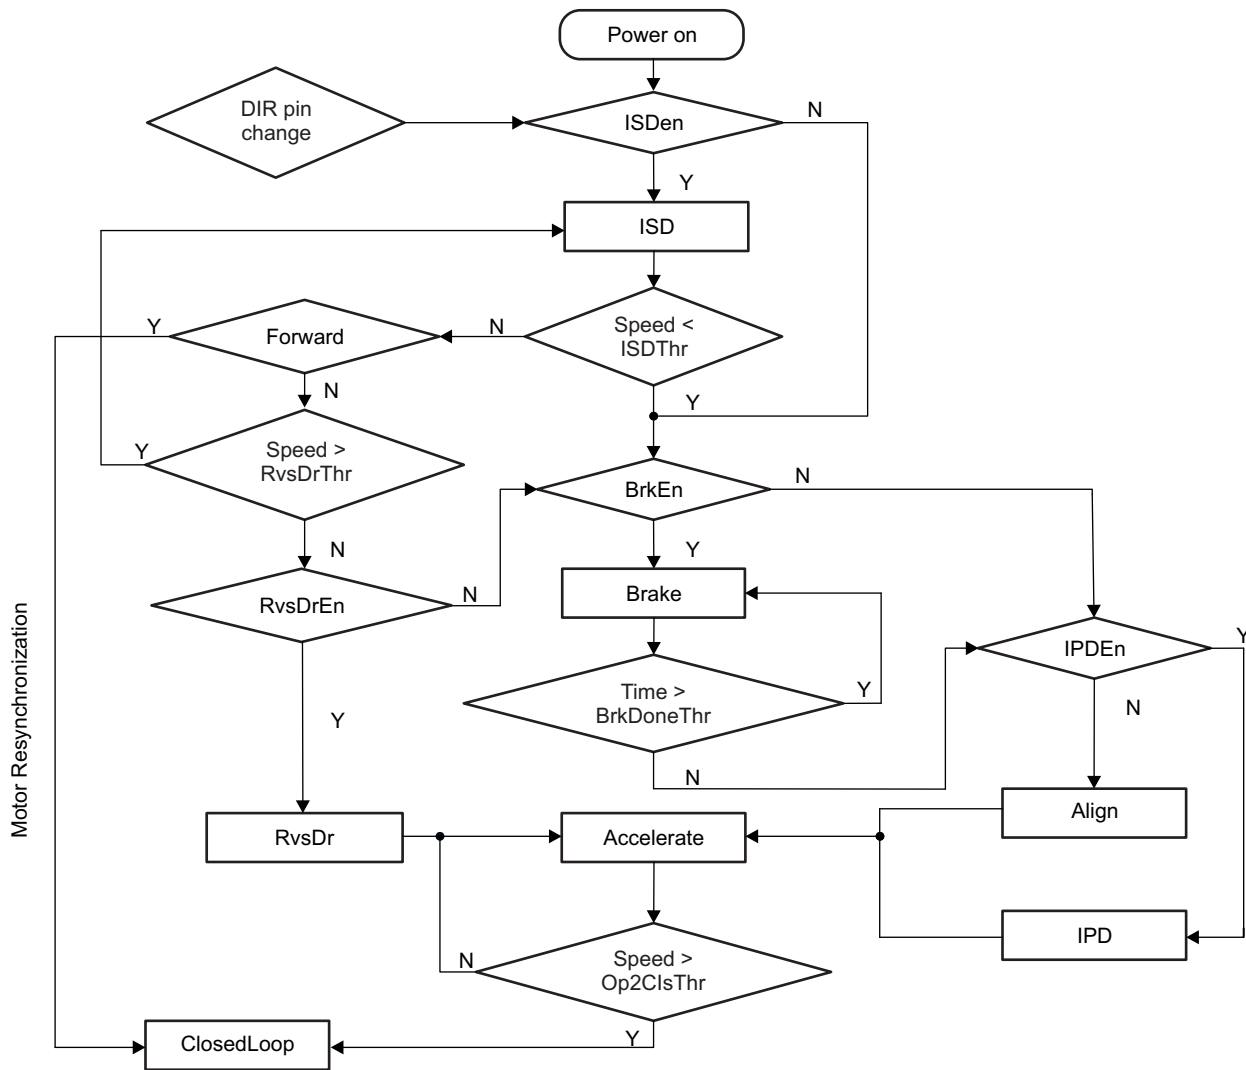 Power on
DIR pin
change
ISDen
N
Y
ISD
Speed <
ISDThr
N
Y
Forward
Y
N
Speed >
RvsDrThr
Y
N
BrkEn
N
Y
RvsDrEn
N
Y
Brake
Time >
BrkDoneThr
Y
N
IPDEn
Y
N
Align
IPD
RvsDr
Accelerate
Speed >
Op2ClsThr
N
Y
ClosedLoop
Motor Resynchronization